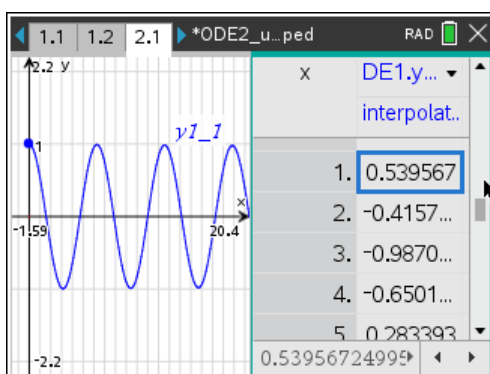 1.1 1.2 2.1 *ODE2_u…ped RAD
2.2 y
1
y1_1
x
-1.59
20.4
-2.2
x DE1.y…
interpolat..
1. 0.539567
2. -0.4157…
3. -0.9870…
4. -0.6501…
5 0.283393
0.53956724995